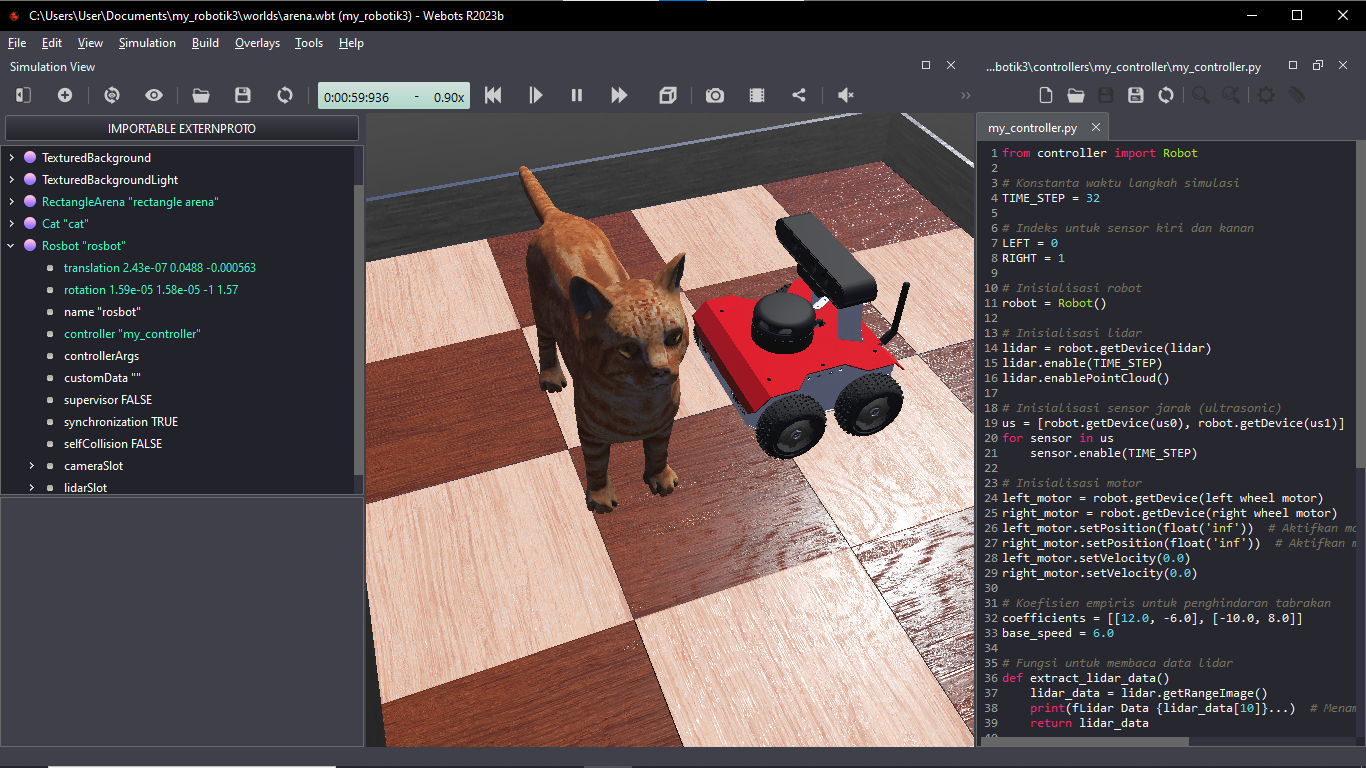 C:\Users\User\Documents\my_robotik3\worlds\arena.wbt (my_robotik3) - Webots R2023b
File Edit View Simulation Build Overlays Tools Help
Simulation View
...botik3\controllers\my_controller\my_controller.py
0:00:59:936 - 0.90x
IMPORTABLE EXTERNPROTO
TexturedBackground
TexturedBackgroundLight
RectangleArena "rectangle arena"
Cat "cat"
Rosbot "rosbot"
translation 2.43e-07 0.0488 -0.000563
rotation 1.59e-05 1.58e-05 -1 1.57
name "rosbot"
controller "my_controller"
controllerArgs
customData ""
supervisor FALSE
synchronization TRUE
selfCollision FALSE
cameraSlot
lidarSlot
my_controller.py
1 from controller import Robot
2
3 # Konstanta waktu langkah simulasi
4 TIME_STEP = 32
5
6 # Indeks untuk sensor kiri dan kanan
7 LEFT = 0
8 RIGHT = 1
9
10 # Inisialisasi robot
11 robot = Robot()
12
13 # Inisialisasi lidar
14 lidar = robot.getDevice(lidar)
15 lidar.enable(TIME_STEP)
16 lidar.enablePointCloud()
17
18 # Inisialisasi sensor jarak (ultrasonic)
19 us = [robot.getDevice(us0), robot.getDevice(us1)]
20 for sensor in us
21     sensor.enable(TIME_STEP)
22
23 # Inisialisasi motor
24 left_motor = robot.getDevice(left wheel motor)
25 right_motor = robot.getDevice(right wheel motor)
26 left_motor.setPosition(float('inf'))  # Aktifkan mo
27 right_motor.setPosition(float('inf'))  # Aktifkan m
28 left_motor.setVelocity(0.0)
29 right_motor.setVelocity(0.0)
30
31 # Koefisien empiris untuk penghindaran tabrakan
32 coefficients = [[12.0, -6.0], [-10.0, 8.0]]
33 base_speed = 6.0
34
35 # Fungsi untuk membaca data lidar
36 def extract_lidar_data()
37     lidar_data = lidar.getRangeImage()
38     print(fLidar Data {lidar_data[10]}...)  # Menam
39     return lidar_data